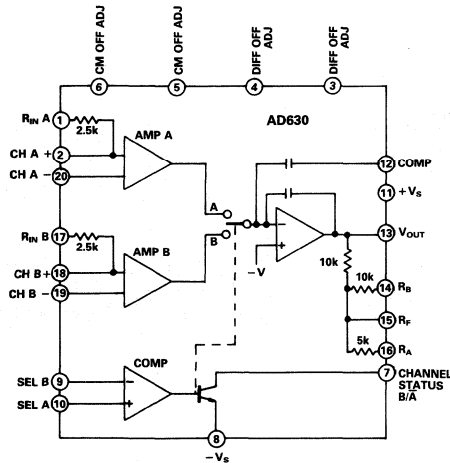 CM OFF ADJ
CM OFF ADJ
DIFF OFF
ADJ
DIFF OFF
ADJ
6
5
4
3
AD630
RIN A
1
2.5k
AMP A
CH A +
2
CH A -
20
12
COMP
11
+VS
A
B
-
+
-V
13
VOUT
RIN B
17
2.5k
AMP B
CH B+
18
CH B -
19
10k
10k
14
RB
15
RF
5k
16
RA
COMP
SEL B
9
-
SEL A
10
+
7
CHANNEL
STATUS
B/A̅
8
-VS